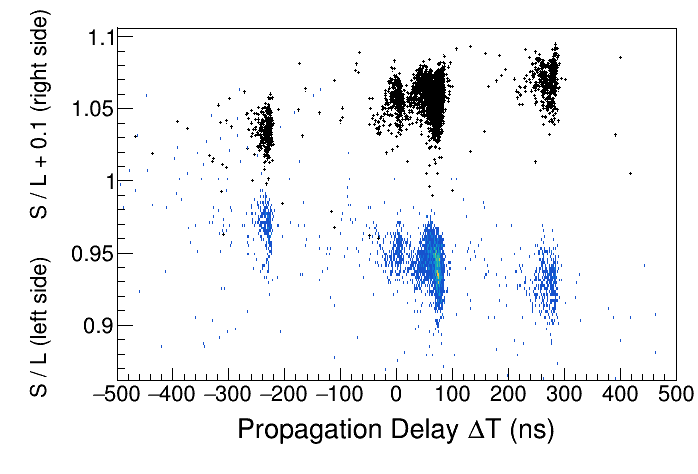 S / L + 0.1 (right side)
S / L (left side)
1.1
1.05
1
0.95
0.9
−500 −400 −300 −200 −100 0 100 200 300 400 500
Propagation Delay ΔT (ns)